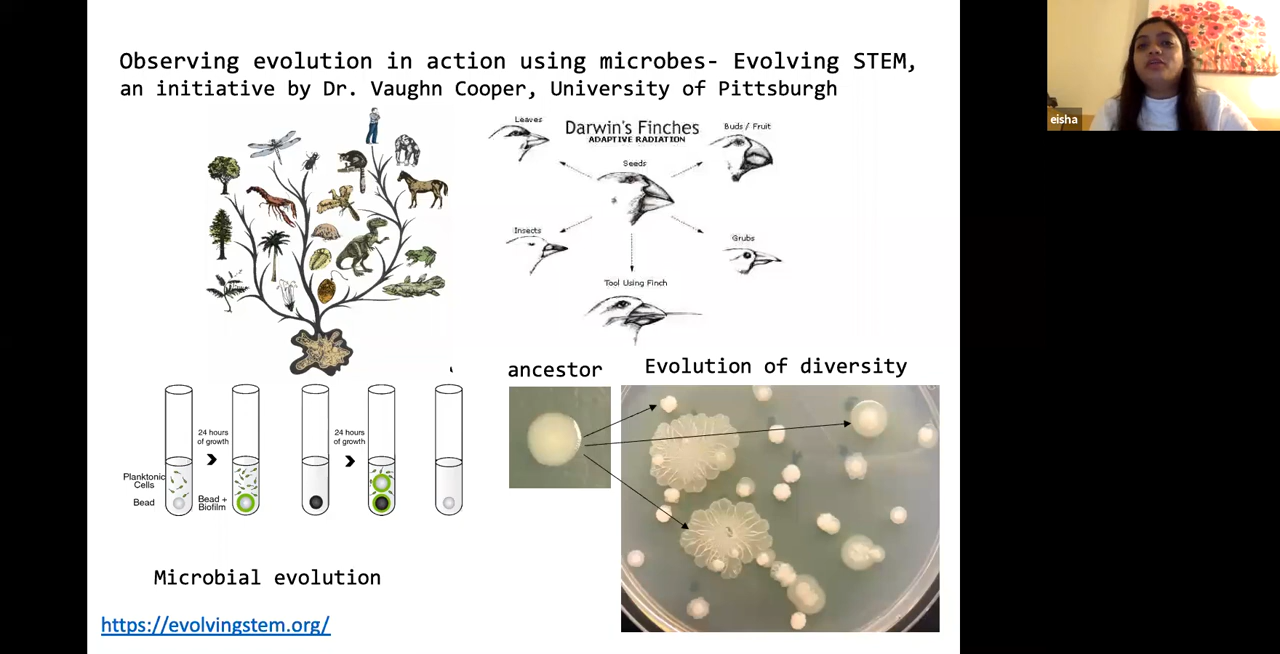 Observing evolution in action using microbes- Evolving STEM,
an initiative by Dr. Vaughn Cooper, University of Pittsburgh
Darwin's Finches
ADAPTIVE RADIATION
Leaves
Buds / Fruit
Seeds
Insects
Grubs
Tool Using Finch
24 hours
of growth
24 hours
of growth
Planktonic
Cells
Bead
Bead +
Biofilm
Microbial evolution
https://evolvingstem.org/
ancestor
Evolution of diversity
eisha